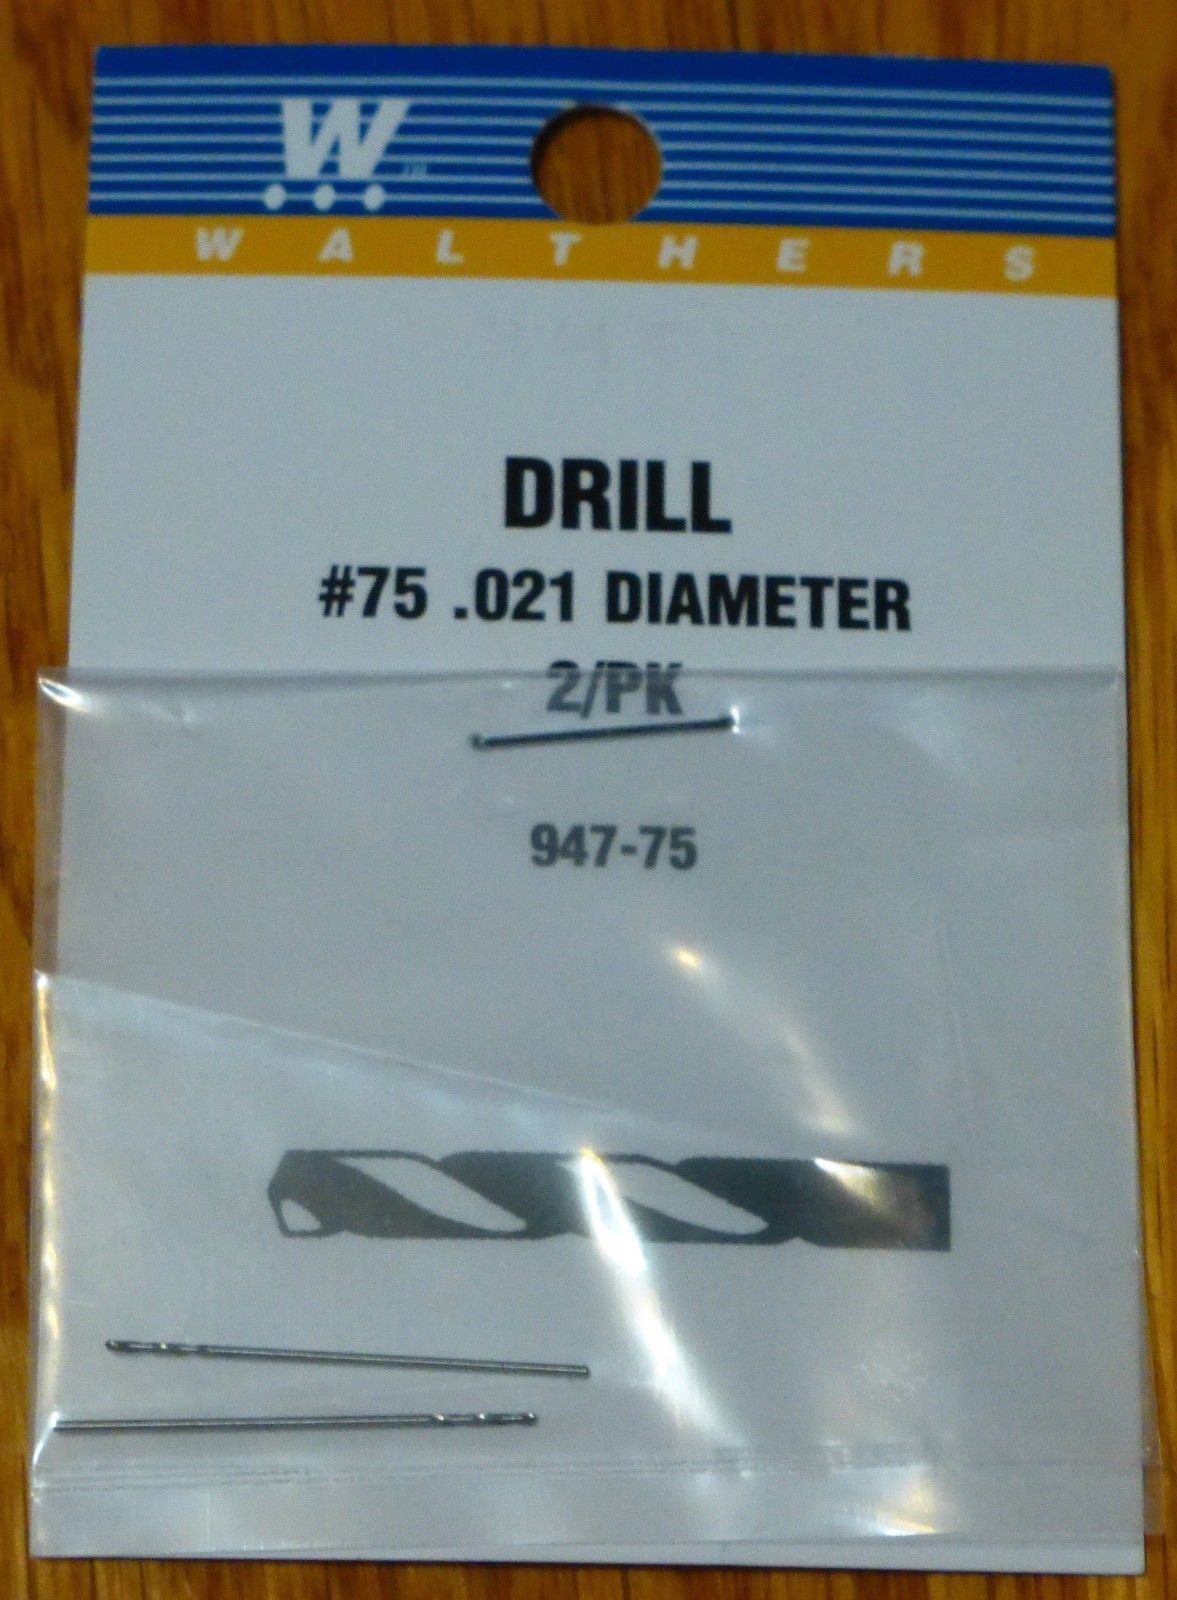 W
WALTHERS
DRILL
#75 .021 DIAMETER
2/PK
947-75